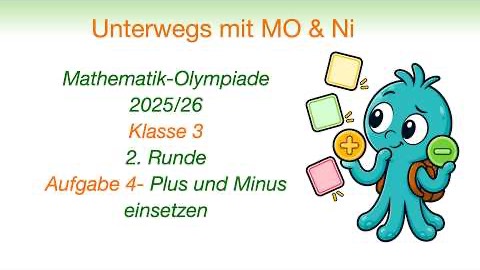 Unterwegs mit MO & Ni
Mathematik-Olympiade
2025/26
Klasse 3
2. Runde
Aufgabe 4- Plus und Minus
einsetzen